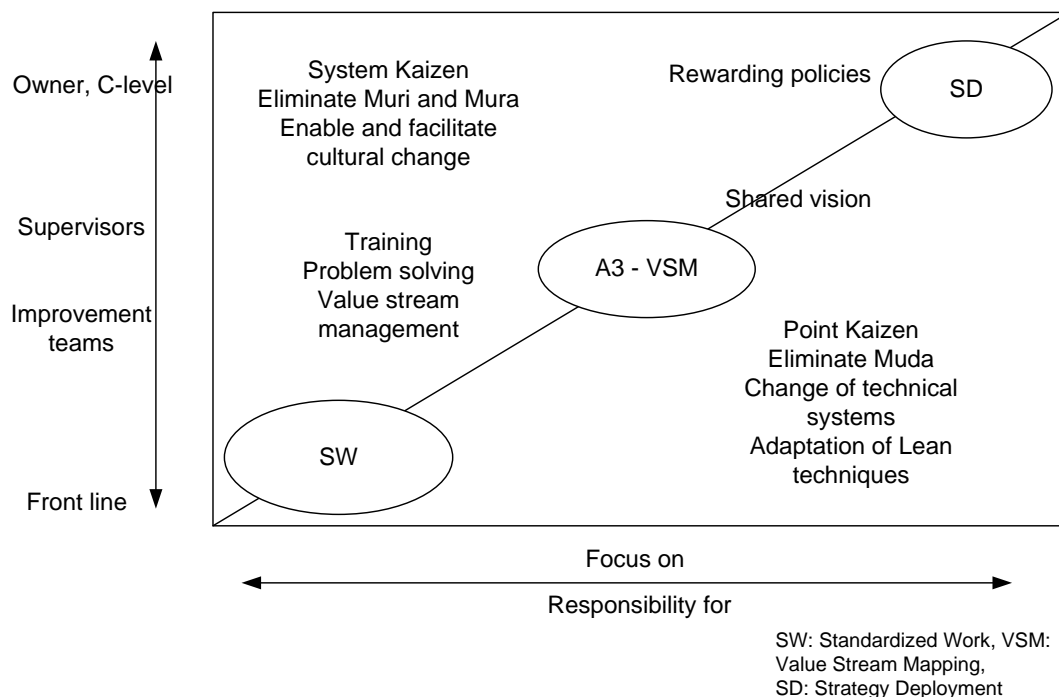 Owner, C-level
Supervisors
Improvement
teams
Front line
System Kaizen
Eliminate Muri and Mura
Enable and facilitate
cultural change
Rewarding policies
SD
Shared vision
Training
Problem solving
Value stream
management
A3 - VSM
Point Kaizen
Eliminate Muda
Change of technical
systems
Adaptation of Lean
techniques
SW
Focus on
Responsibility for
SW: Standardized Work, VSM:
Value Stream Mapping,
SD: Strategy Deployment